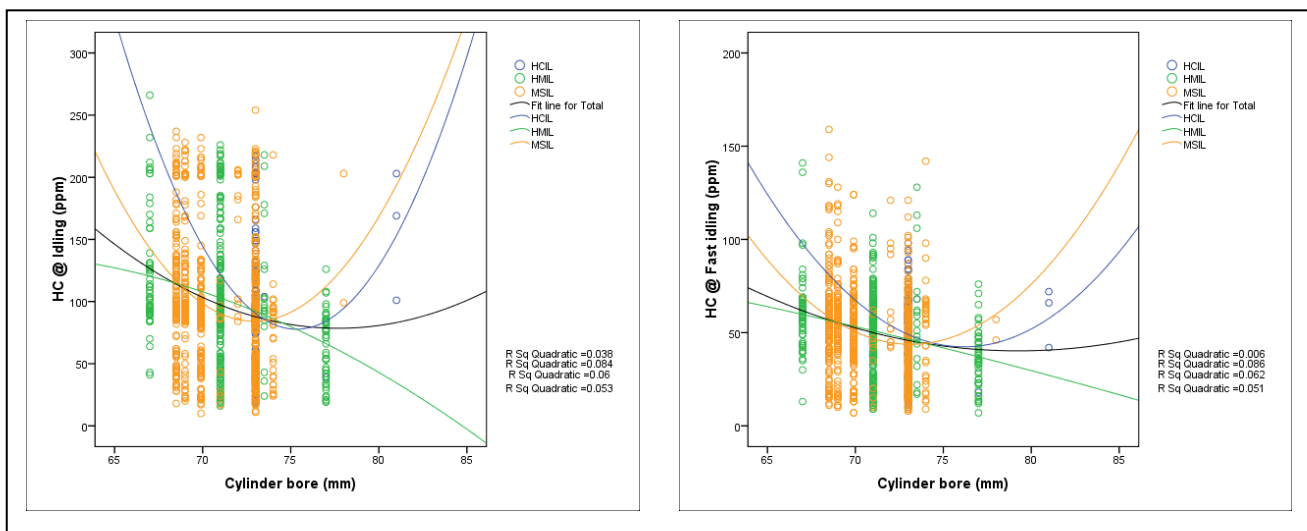 300
250
200
150
100
50
0
HC @ Idling (ppm)
65 70 75 80 85
Cylinder bore (mm)
HCIL
HMIL
MSIL
Fit line for Total
HCIL
HMIL
MSIL
R Sq Quadratic =0.038
R Sq Quadratic =0.084
R Sq Quadratic =0.06
R Sq Quadratic =0.053
200
150
100
50
0
HC @ Fast idling (ppm)
65 70 75 80 85
Cylinder bore (mm)
HCIL
HMIL
MSIL
Fit line for Total
HCIL
HMIL
MSIL
R Sq Quadratic =0.006
R Sq Quadratic =0.086
R Sq Quadratic =0.062
R Sq Quadratic =0.051